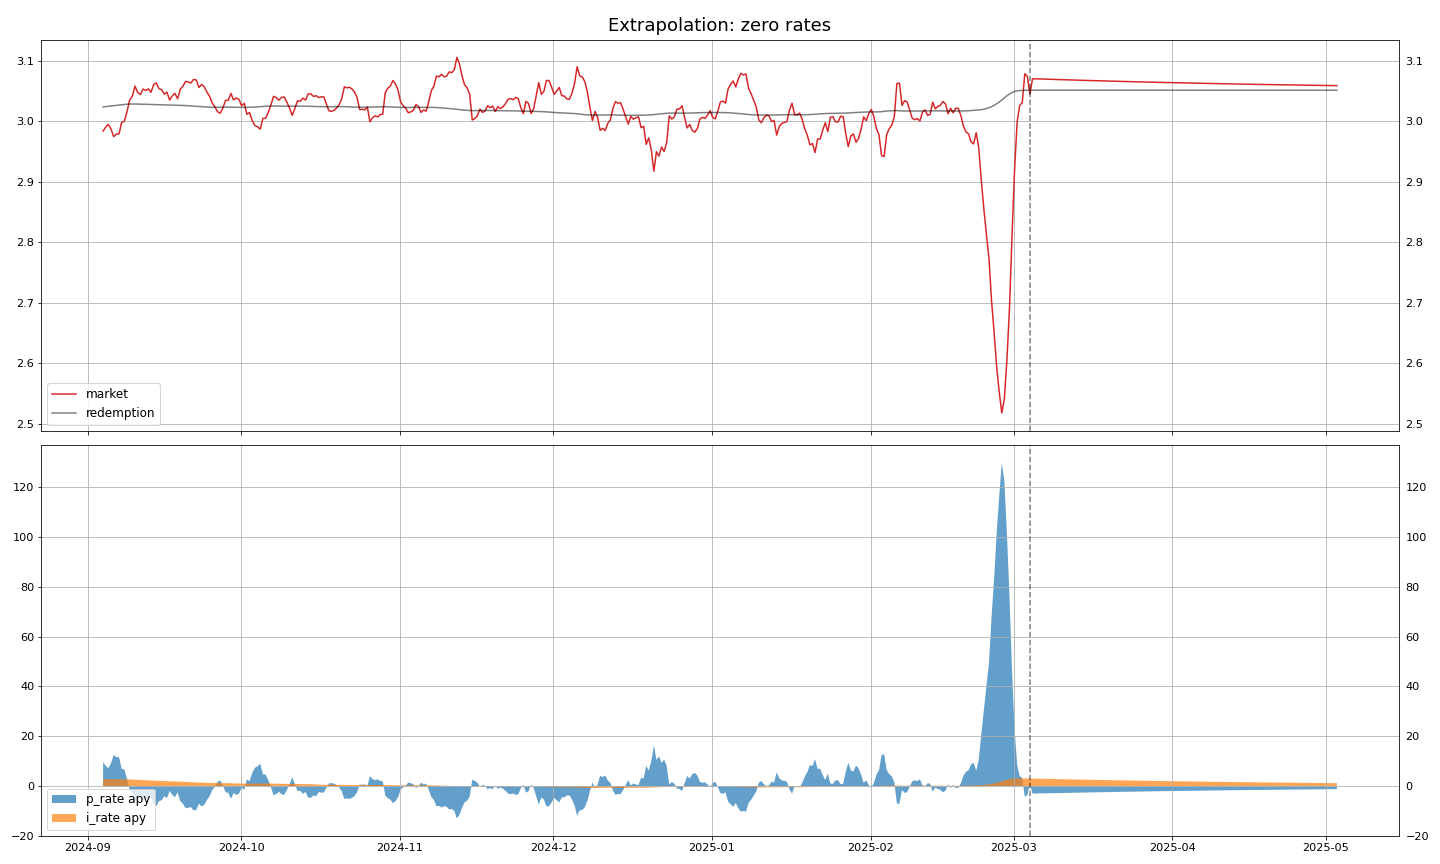 Extrapolation: zero rates
3.1 3.1
3.0 3.0
2.9 2.9
2.8 2.8
2.7 2.7
2.6 2.6
market
redemption
2.5 2.5
120 120
100 100
80 80
60 60
40 40
20 20
0 0
p_rate apy
i_rate apy
−20 −20
2024-09 2024-10 2024-11 2024-12 2025-01 2025-02 2025-03 2025-04 2025-05